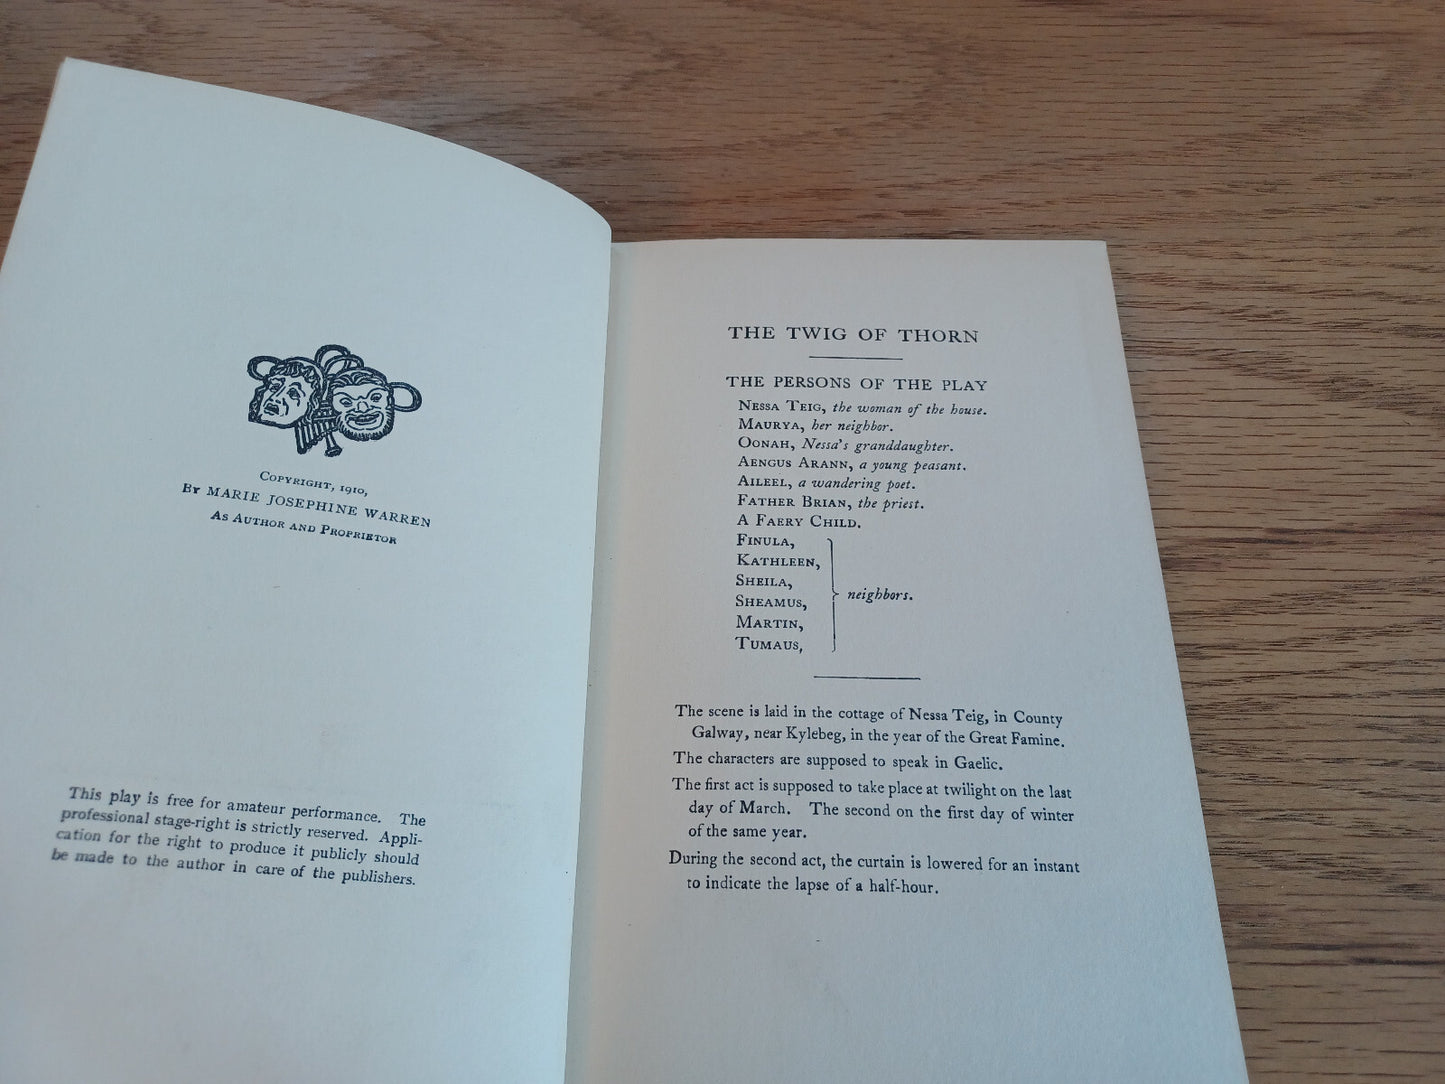 Copyright, 1910,
By MARIE JOSEPHINE WARREN
As Author and Proprietor
This play is free for amateur performance. The
professional stage-right is strictly reserved. Appli-
cation for the right to produce it publicly should
be made to the author in care of the publishers.
THE TWIG OF THORN
THE PERSONS OF THE PLAY
Nessa Teig, the woman of the house.
Maurya, her neighbor.
Oonah, Nessa's granddaughter.
Aengus Arann, a young peasant.
Aileel, a wandering poet.
Father Brian, the priest.
A Faery Child.
Finula,
Kathleen,
Sheila,
Sheamus,
Martin,
Tumaus,
neighbors.
The scene is laid in the cottage of Nessa Teig, in County
Galway, near Kylebeg, in the year of the Great Famine.
The characters are supposed to speak in Gaelic.
The first act is supposed to take place at twilight on the last
day of March. The second on the first day of winter
of the same year.
During the second act, the curtain is lowered for an instant
to indicate the lapse of a half-hour.